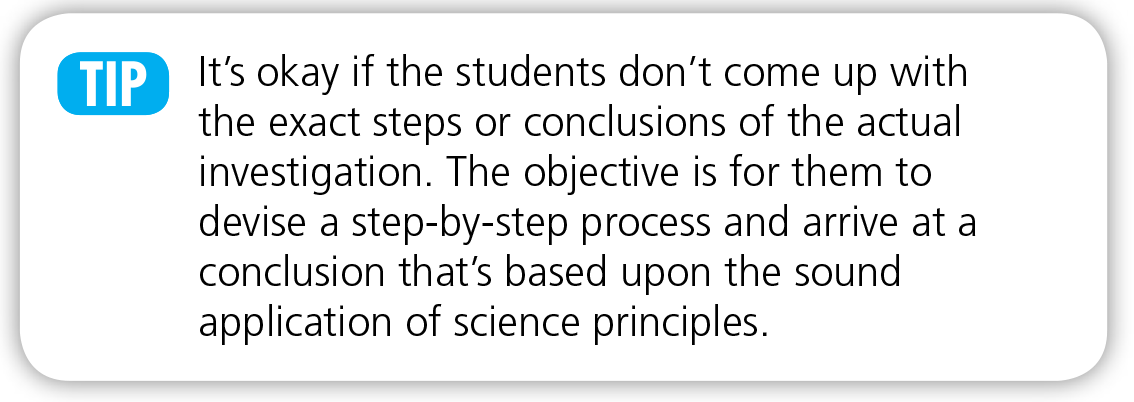 TIP
It’s okay if the students don’t come up with
the exact steps or conclusions of the actual
investigation. The objective is for them to
devise a step-by-step process and arrive at a
conclusion that’s based upon the sound
application of science principles.